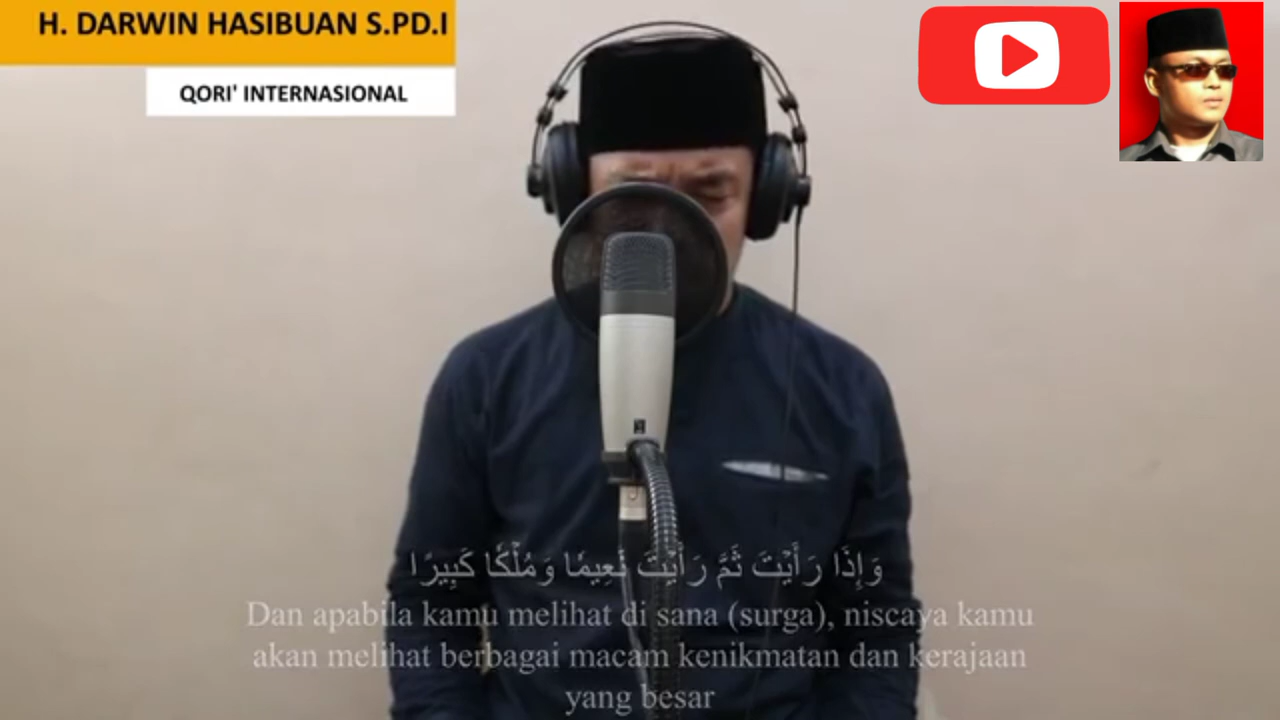 H. DARWIN HASIBUAN S.PD.I
QORI' INTERNASIONAL
وَإِذَا رَأَيْتَ ثَمَّ رَأَيْتَ نَعِيمًا وَمُلْكًا كَبِيرًا
Dan apabila kamu melihat di sana (surga), niscaya kamu
akan melihat berbagai macam kenikmatan dan kerajaan
yang besar